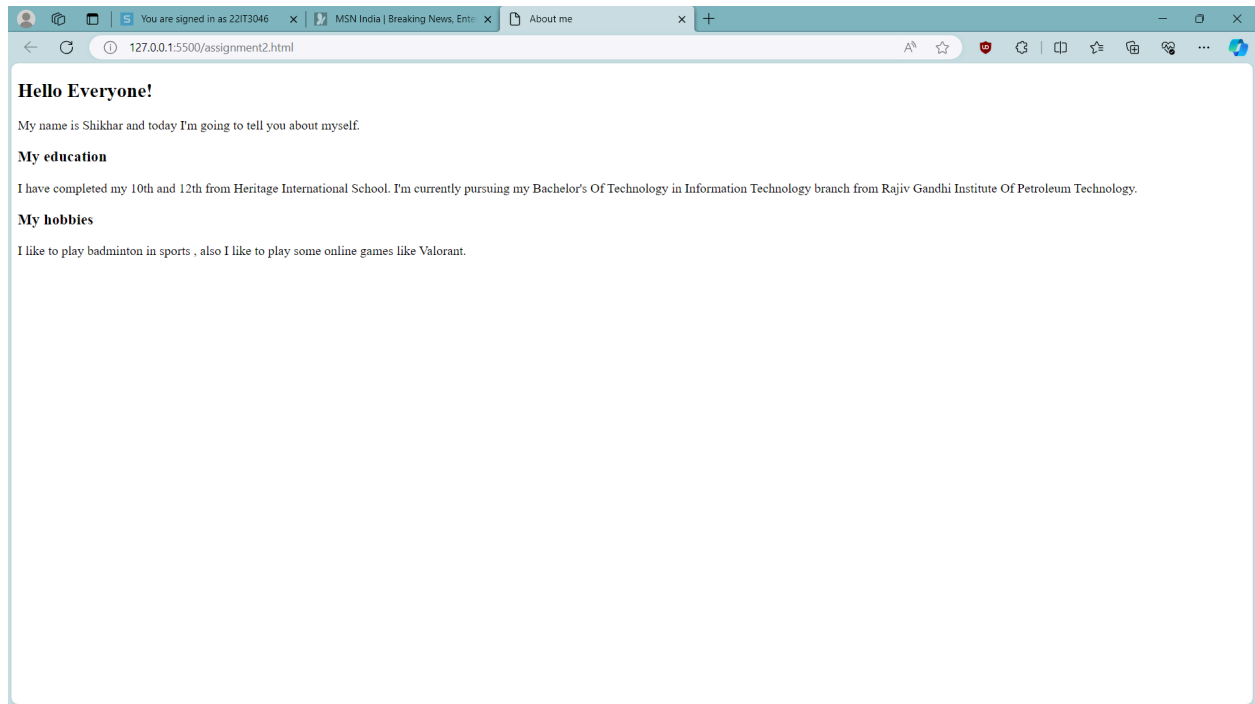 You are signed in as 22IT3046
MSN India | Breaking News, Ente
About me
127.0.0.1:5500/assignment2.html
Hello Everyone!
My name is Shikhar and today I'm going to tell you about myself.
My education
I have completed my 10th and 12th from Heritage International School. I'm currently pursuing my Bachelor's Of Technology in Information Technology branch from Rajiv Gandhi Institute Of Petroleum Technology.
My hobbies
I like to play badminton in sports , also I like to play some online games like Valorant.